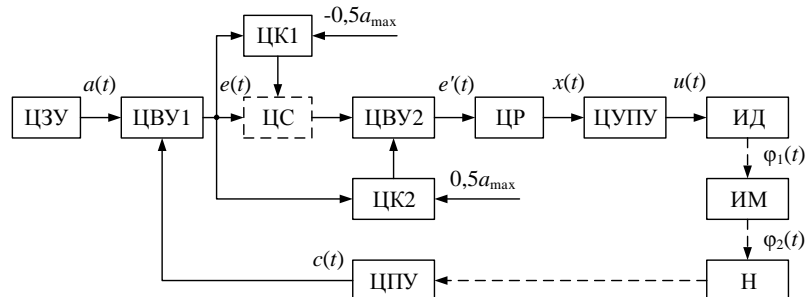 -0,5amax
ЦК1
a(t)
e(t)
e'(t)
x(t)
u(t)
ЦЗУ
ЦВУ1
ЦС
ЦВУ2
ЦР
ЦУПУ
ИД
φ1(t)
ЦК2
0,5amax
ИМ
φ2(t)
c(t)
ЦПУ
Н